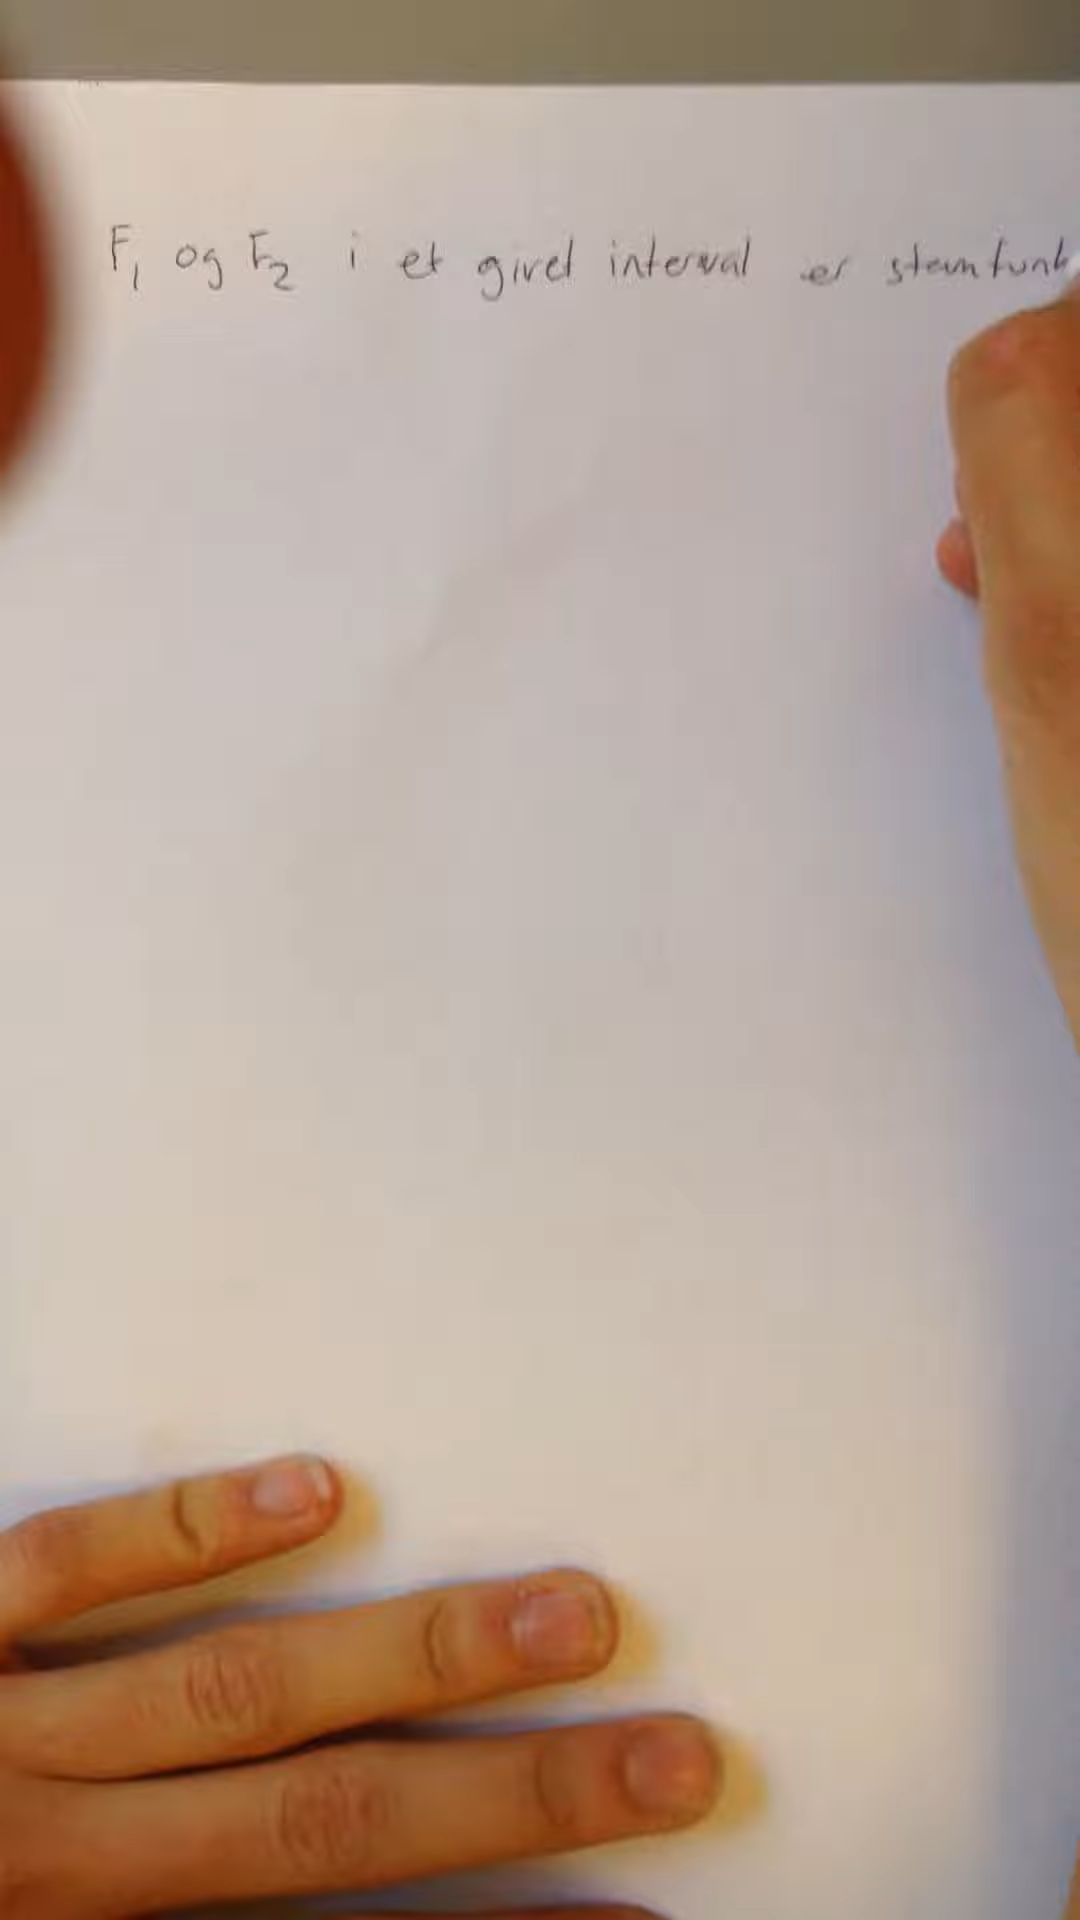 F₁ og F₂ i et givet interval er stamfunk